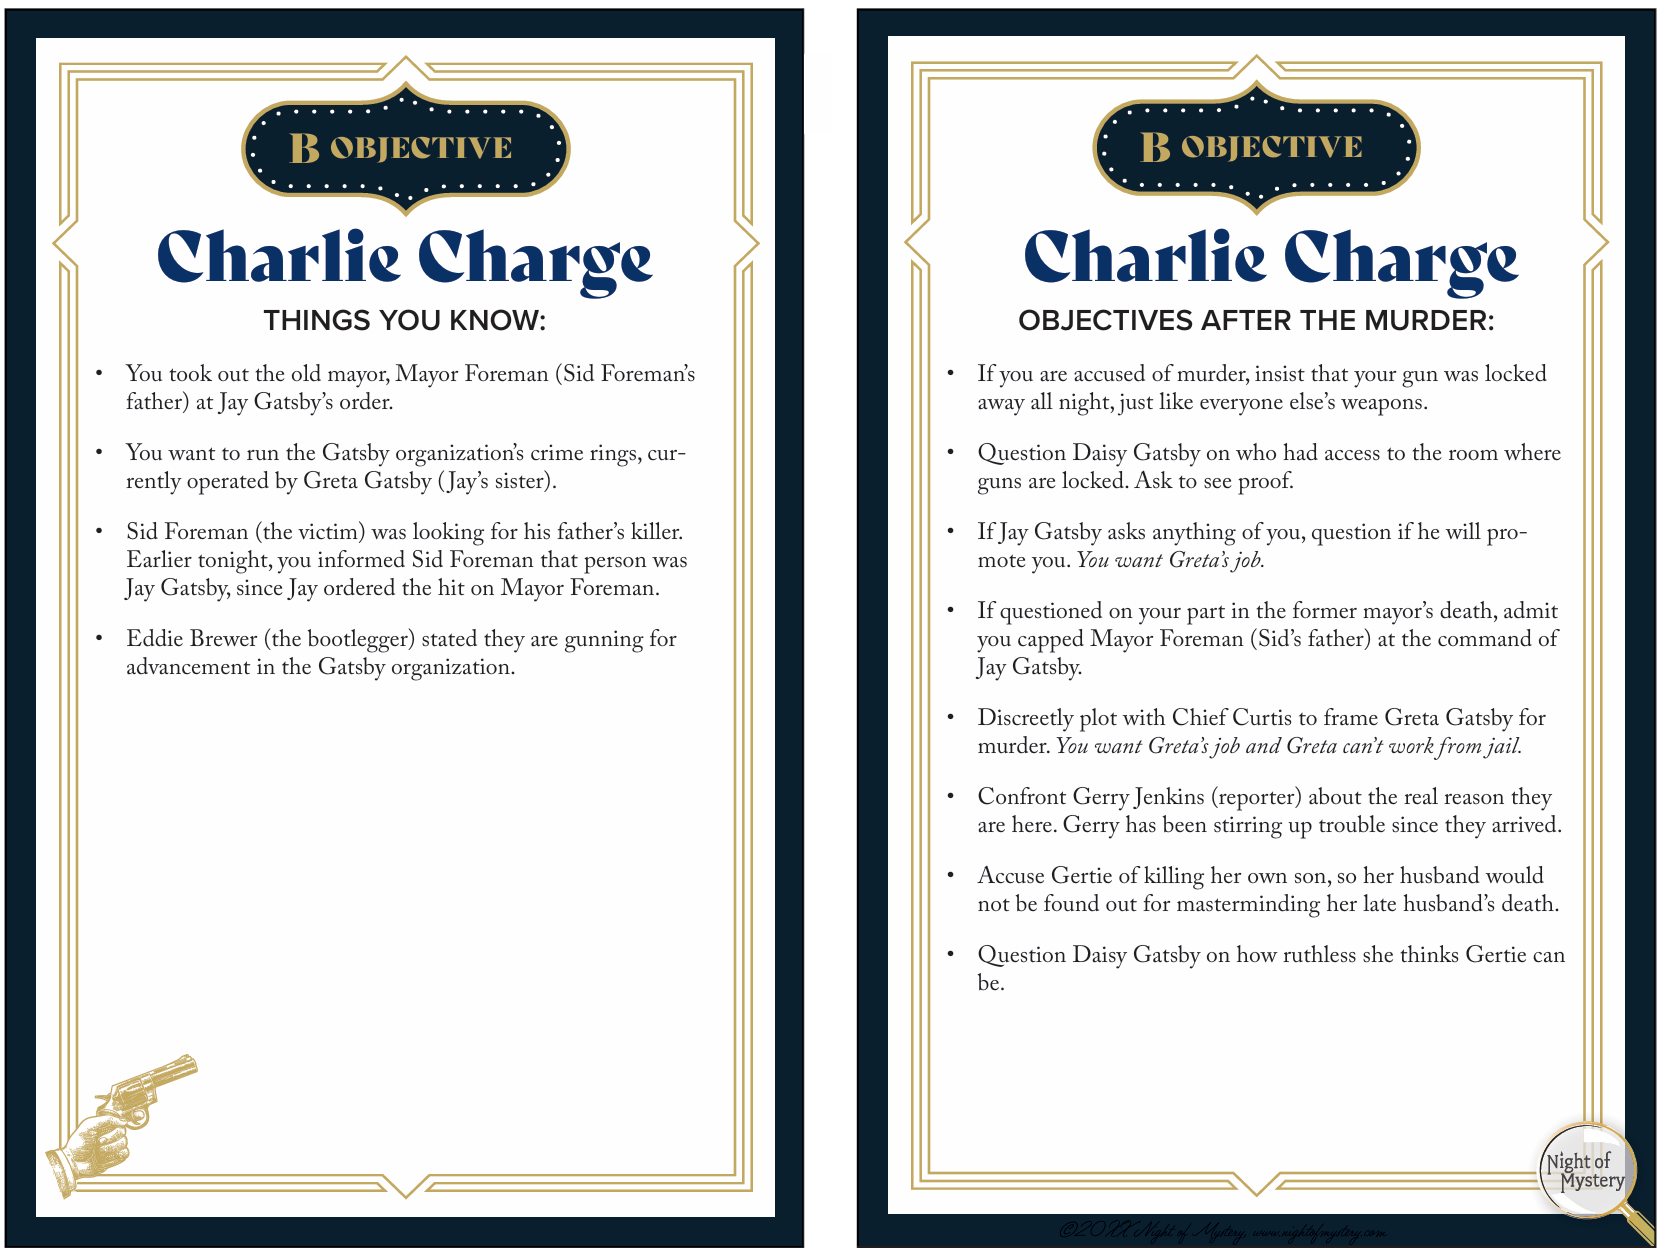 B OBJECTIVE
Charlie Charge
THINGS YOU KNOW:
• You took out the old mayor, Mayor Foreman (Sid Foreman’s
father) at Jay Gatsby’s order.
• You want to run the Gatsby organization’s crime rings, cur-
rently operated by Greta Gatsby (Jay’s sister).
• Sid Foreman (the victim) was looking for his father’s killer.
Earlier tonight, you informed Sid Foreman that person was
Jay Gatsby, since Jay ordered the hit on Mayor Foreman.
• Eddie Brewer (the bootlegger) stated they are gunning for
advancement in the Gatsby organization.
B OBJECTIVE
Charlie Charge
OBJECTIVES AFTER THE MURDER:
• If you are accused of murder, insist that your gun was locked
away all night, just like everyone else’s weapons.
• Question Daisy Gatsby on who had access to the room where
guns are locked. Ask to see proof.
• If Jay Gatsby asks anything of you, question if he will pro-
mote you. You want Greta’s job.
• If questioned on your part in the former mayor’s death, admit
you capped Mayor Foreman (Sid’s father) at the command of
Jay Gatsby.
• Discreetly plot with Chief Curtis to frame Greta Gatsby for
murder. You want Greta’s job and Greta can’t work from jail.
• Confront Gerry Jenkins (reporter) about the real reason they
are here. Gerry has been stirring up trouble since they arrived.
• Accuse Gertie of killing her own son, so her husband would
not be found out for masterminding her late husband’s death.
• Question Daisy Gatsby on how ruthless she thinks Gertie can
be.
Night of
Mystery
©20XX Night of Mystery, www.nightofmystery.com